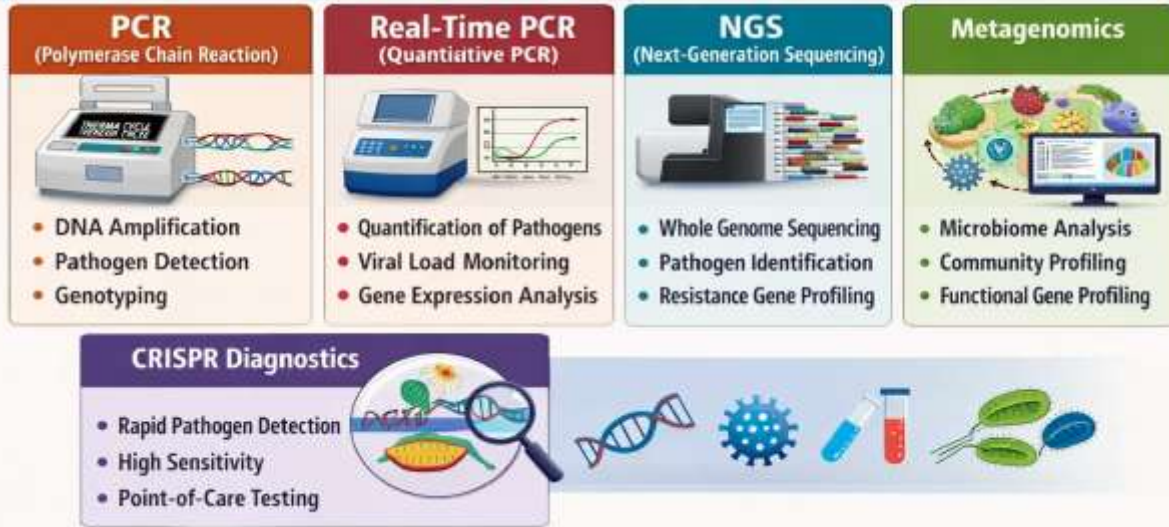 PCR
(Polymerase Chain Reaction)
DNA Amplification
Pathogen Detection
Genotyping
Real-Time PCR
(Quantiative PCR)
Quantification of Pathogens
Viral Load Monitoring
Gene Expression Analysis
NGS
(Next-Generation Sequencing)
Whole Genome Sequencing
Pathogen Identification
Resistance Gene Profiling
Metagenomics
Microbiome Analysis
Community Profiling
Functional Gene Profiling
CRISPR Diagnostics
Rapid Pathogen Detection
High Sensitivity
Point-of-Care Testing